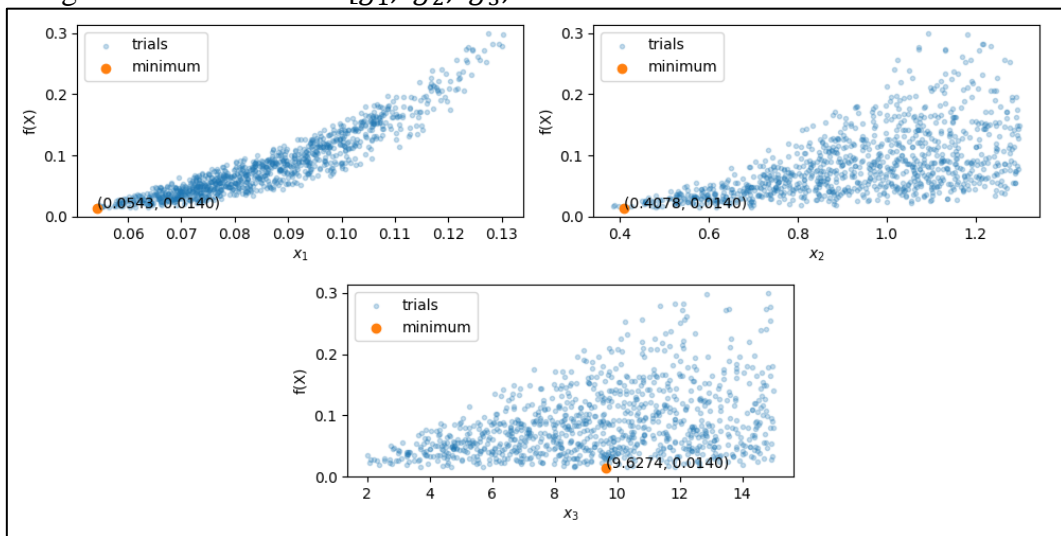 [g₁, g₂, g₃,
0.3
0.2
0.1
0.0
f(X)
trials
minimum
(0.0543, 0.0140)
0.06 0.07 0.08 0.09 0.10 0.11 0.12 0.13
x₁
0.3
0.2
0.1
0.0
f(X)
trials
minimum
(0.4078, 0.0140)
0.4 0.6 0.8 1.0 1.2
x₂
0.3
0.2
0.1
0.0
f(X)
trials
minimum
(9.6274, 0.0140)
2 4 6 8 10 12 14
x₃